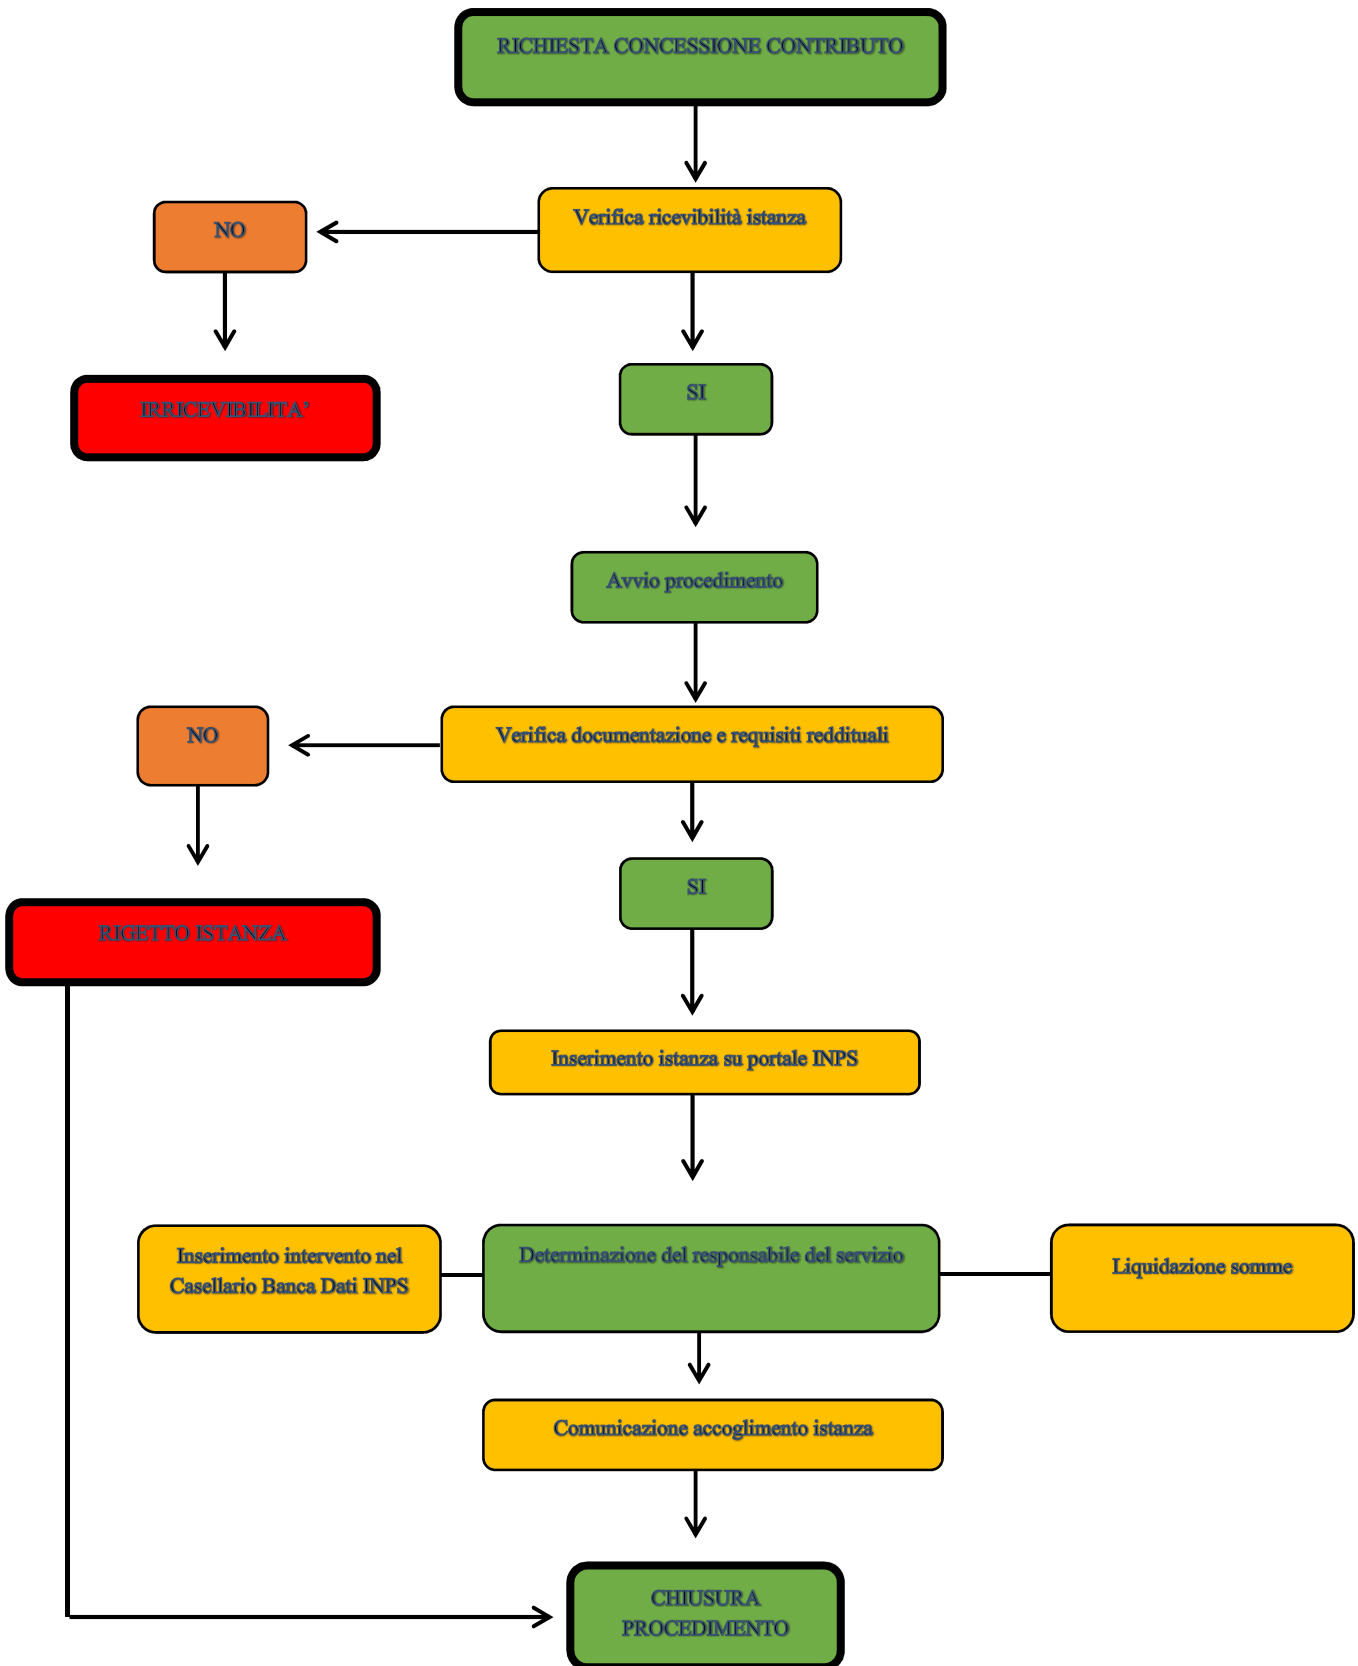 RICHIESTA CONCESSIONE CONTRIBUTO
Verifica ricevibilità istanza
NO
SI
IRRICEVIBILITA’
Avvio procedimento
Verifica documentazione e requisiti reddituali
NO
SI
RIGETTO ISTANZA
Inserimento istanza su portale INPS
Inserimento intervento nel
Casellario Banca Dati INPS
Determinazione del responsabile del servizio
Liquidazione somme
Comunicazione accoglimento istanza
CHIUSURA
PROCEDIMENTO